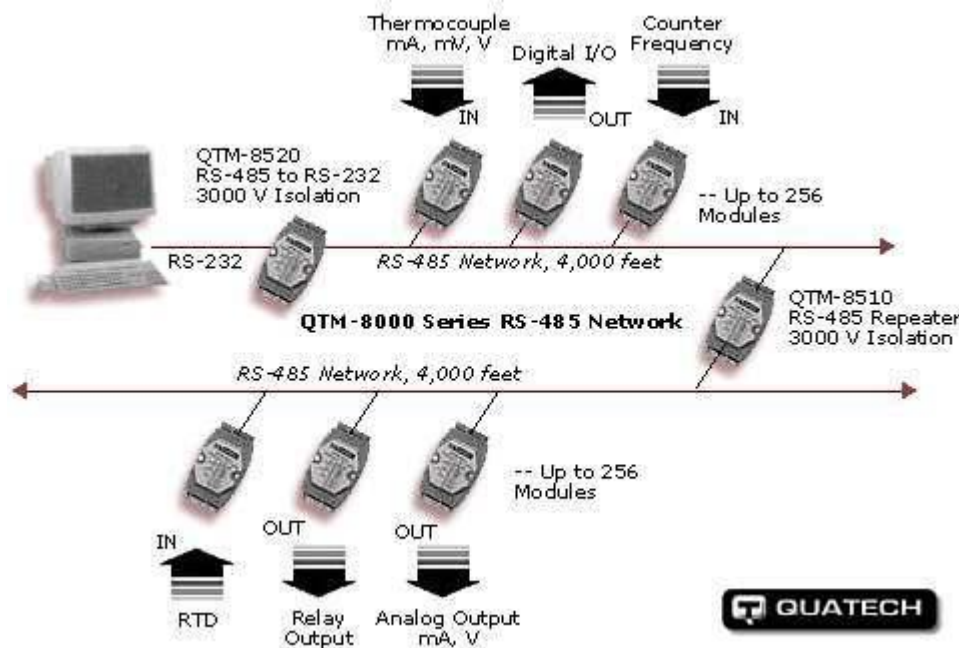 Thermocouple
mA, mV, V
Digital I/O
Counter
Frequency
IN
OUT
IN
QTM-8520
RS-485 to RS-232
3000 V Isolation
-- Up to 256
Modules
RS-232
RS-485 Network, 4,000 feet
QTM-8000 Series RS-485 Network
QTM-8510
RS-485 Repeater
3000 V Isolation
RS-485 Network, 4,000 feet
-- Up to 256
Modules
IN
OUT
OUT
RTD
Relay
Output
Analog Output
mA, V
QUATECH